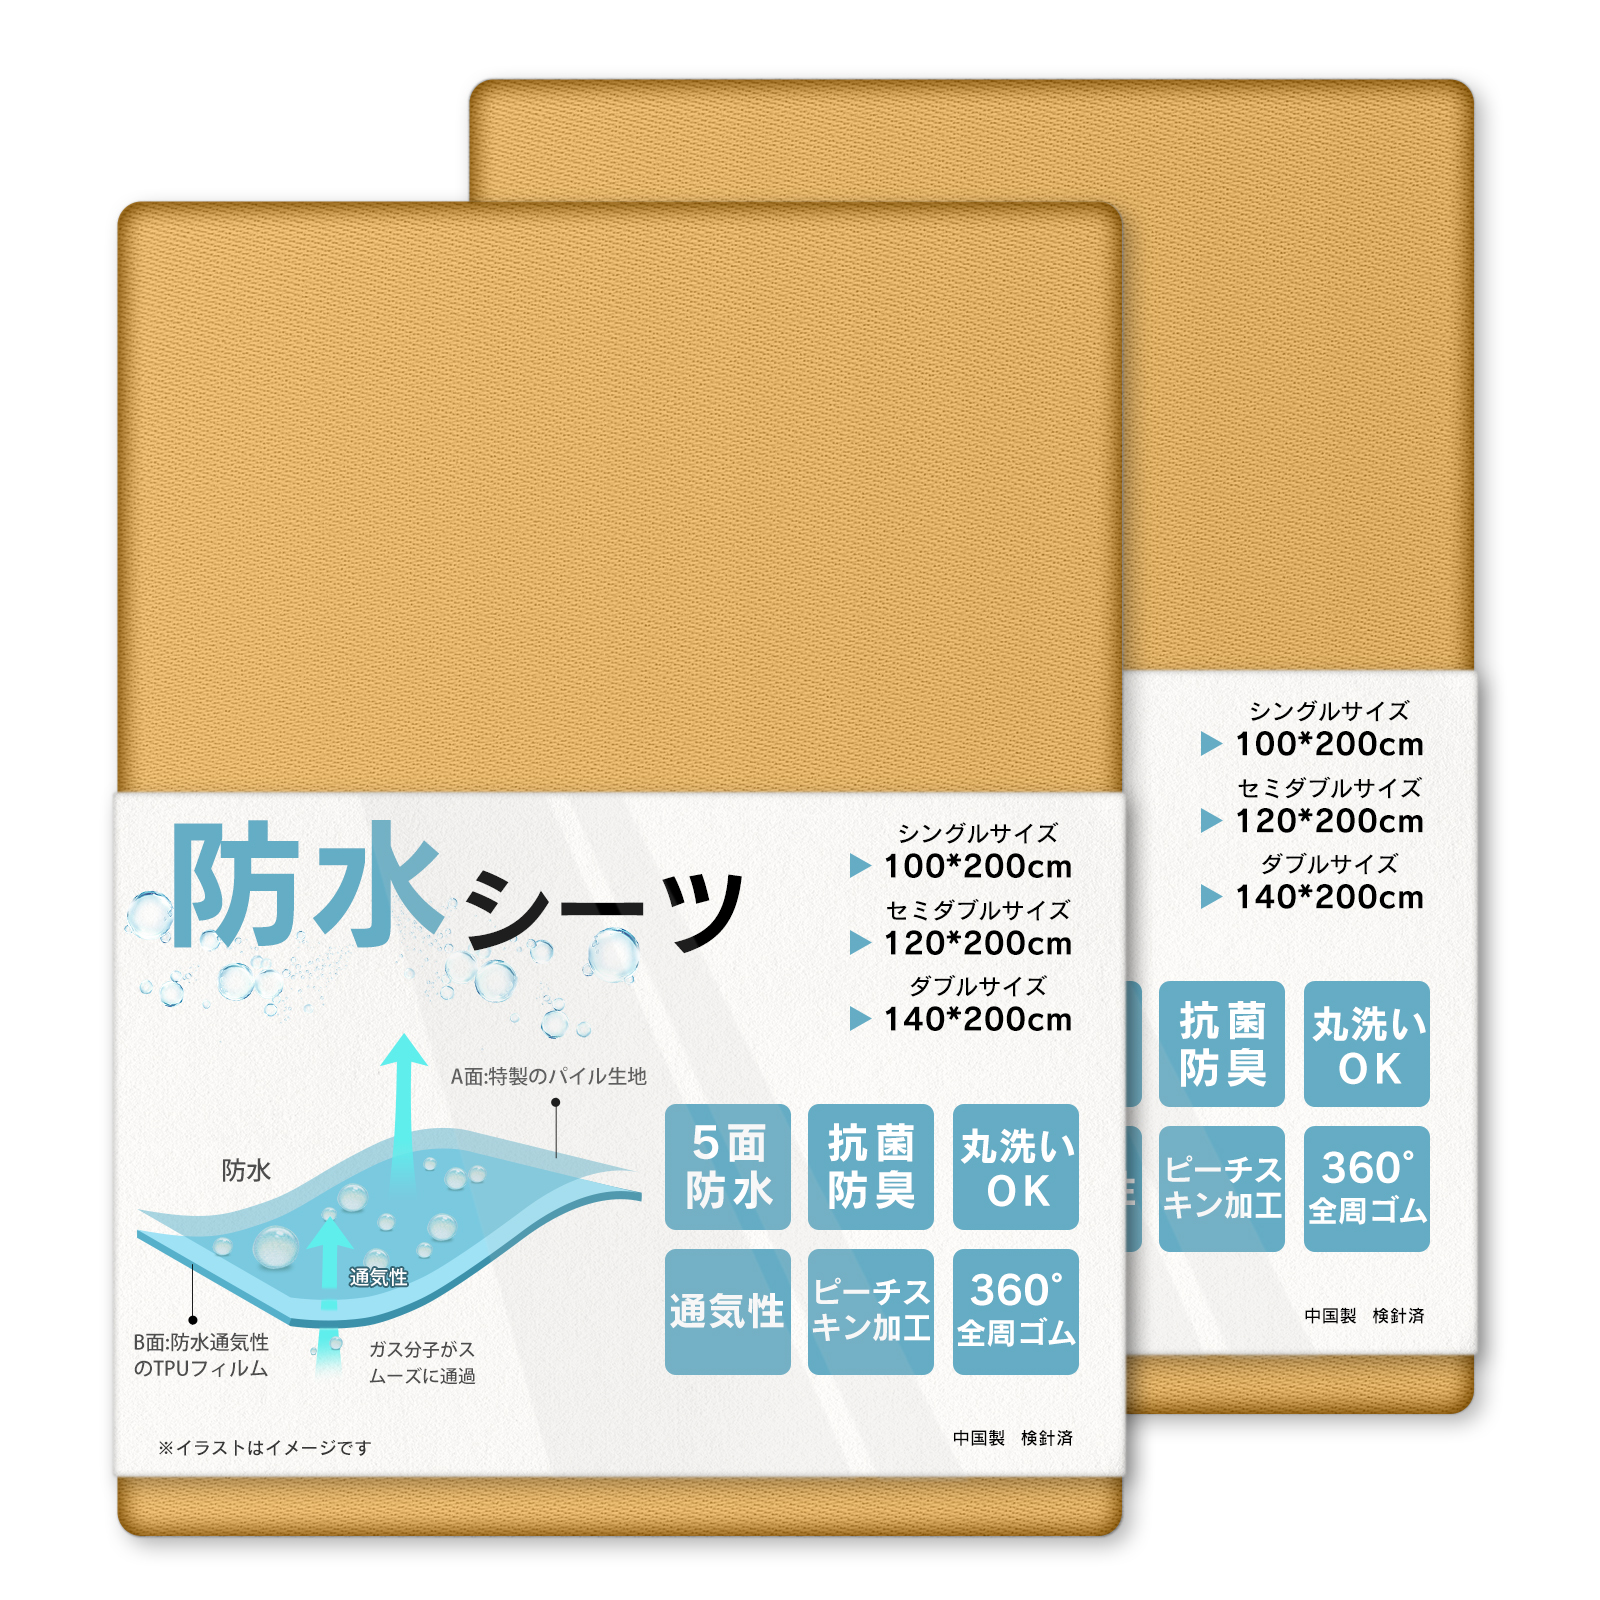 防水シーツ
シングルサイズ
100*200cm
セミダブルサイズ
120*200cm
ダブルサイズ
140*200cm
A面:特製のパイル生地
防水
通気性
B面:防水通気性
のTPUフィルム
ガス分子がス
ムーズに通過
※イラストはイメージです
5面
防水
抗菌
防臭
丸洗い
OK
通気性
ピーチス
キン加工
360°
全周ゴム
中国製 検針済
シングルサイズ
100*200cm
セミダブルサイズ
120*200cm
ダブルサイズ
140*200cm
抗菌
防臭
丸洗い
OK
ピーチス
キン加工
360°
全周ゴム
中国製 検針済